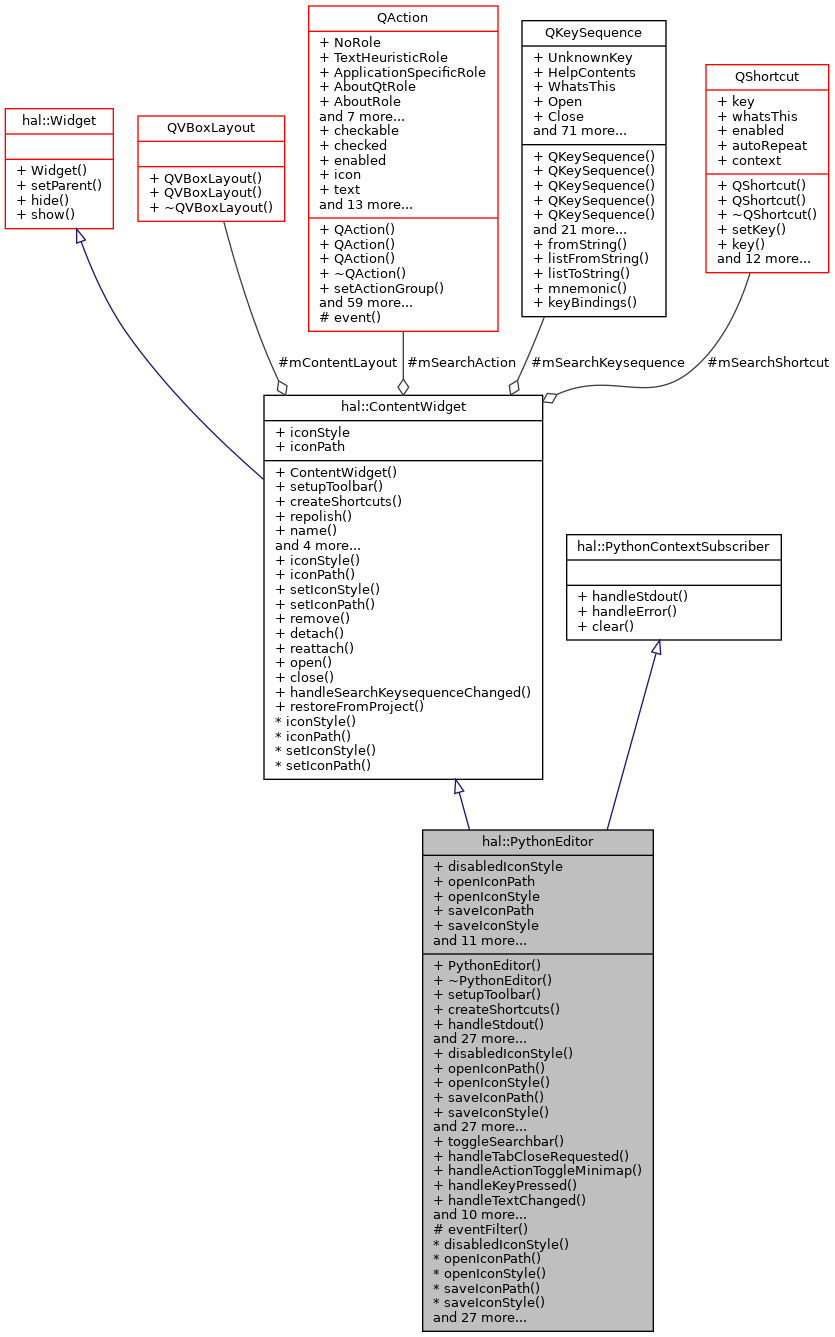 QAction
+ NoRole
+ TextHeuristicRole
+ ApplicationSpecificRole
+ AboutQtRole
+ AboutRole
and 7 more...
+ checkable
+ checked
+ enabled
+ icon
+ text
and 13 more...
+ QAction()
+ QAction()
+ QAction()
+ ~QAction()
+ setActionGroup()
and 59 more...
# event()
QKeySequence
+ UnknownKey
+ HelpContents
+ WhatsThis
+ Open
+ Close
and 71 more...
+ QKeySequence()
+ QKeySequence()
+ QKeySequence()
+ QKeySequence()
+ QKeySequence()
and 21 more...
+ fromString()
+ listFromString()
+ listToString()
+ mnemonic()
+ keyBindings()
QShortcut
+ key
+ whatsThis
+ enabled
+ autoRepeat
+ context
+ QShortcut()
+ QShortcut()
+ ~QShortcut()
+ setKey()
+ key()
and 12 more...
hal::Widget
+ Widget()
+ setParent()
+ hide()
+ show()
QVBoxLayout
+ QVBoxLayout()
+ QVBoxLayout()
+ ~QVBoxLayout()
#mContentLayout
#mSearchAction
#mSearchKeysequence
#mSearchShortcut
hal::ContentWidget
+ iconStyle
+ iconPath
+ ContentWidget()
+ setupToolbar()
+ createShortcuts()
+ repolish()
+ name()
and 4 more...
+ iconStyle()
+ iconPath()
+ setIconStyle()
+ setIconPath()
+ remove()
+ detach()
+ reattach()
+ open()
+ close()
+ handleSearchKeysequenceChanged()
+ restoreFromProject()
* iconStyle()
* iconPath()
* setIconStyle()
* setIconPath()
hal::PythonContextSubscriber
+ handleStdout()
+ handleError()
+ clear()
hal::PythonEditor
+ disabledIconStyle
+ openIconPath
+ openIconStyle
+ saveIconPath
+ saveIconStyle
and 11 more...
+ PythonEditor()
+ ~PythonEditor()
+ setupToolbar()
+ createShortcuts()
+ handleStdout()
and 27 more...
+ disabledIconStyle()
+ openIconPath()
+ openIconStyle()
+ saveIconPath()
+ saveIconStyle()
and 27 more...
+ toggleSearchbar()
+ handleTabCloseRequested()
+ handleActionToggleMinimap()
+ handleKeyPressed()
+ handleTextChanged()
and 10 more...
# eventFilter()
* disabledIconStyle()
* openIconPath()
* openIconStyle()
* saveIconPath()
* saveIconStyle()
and 27 more...